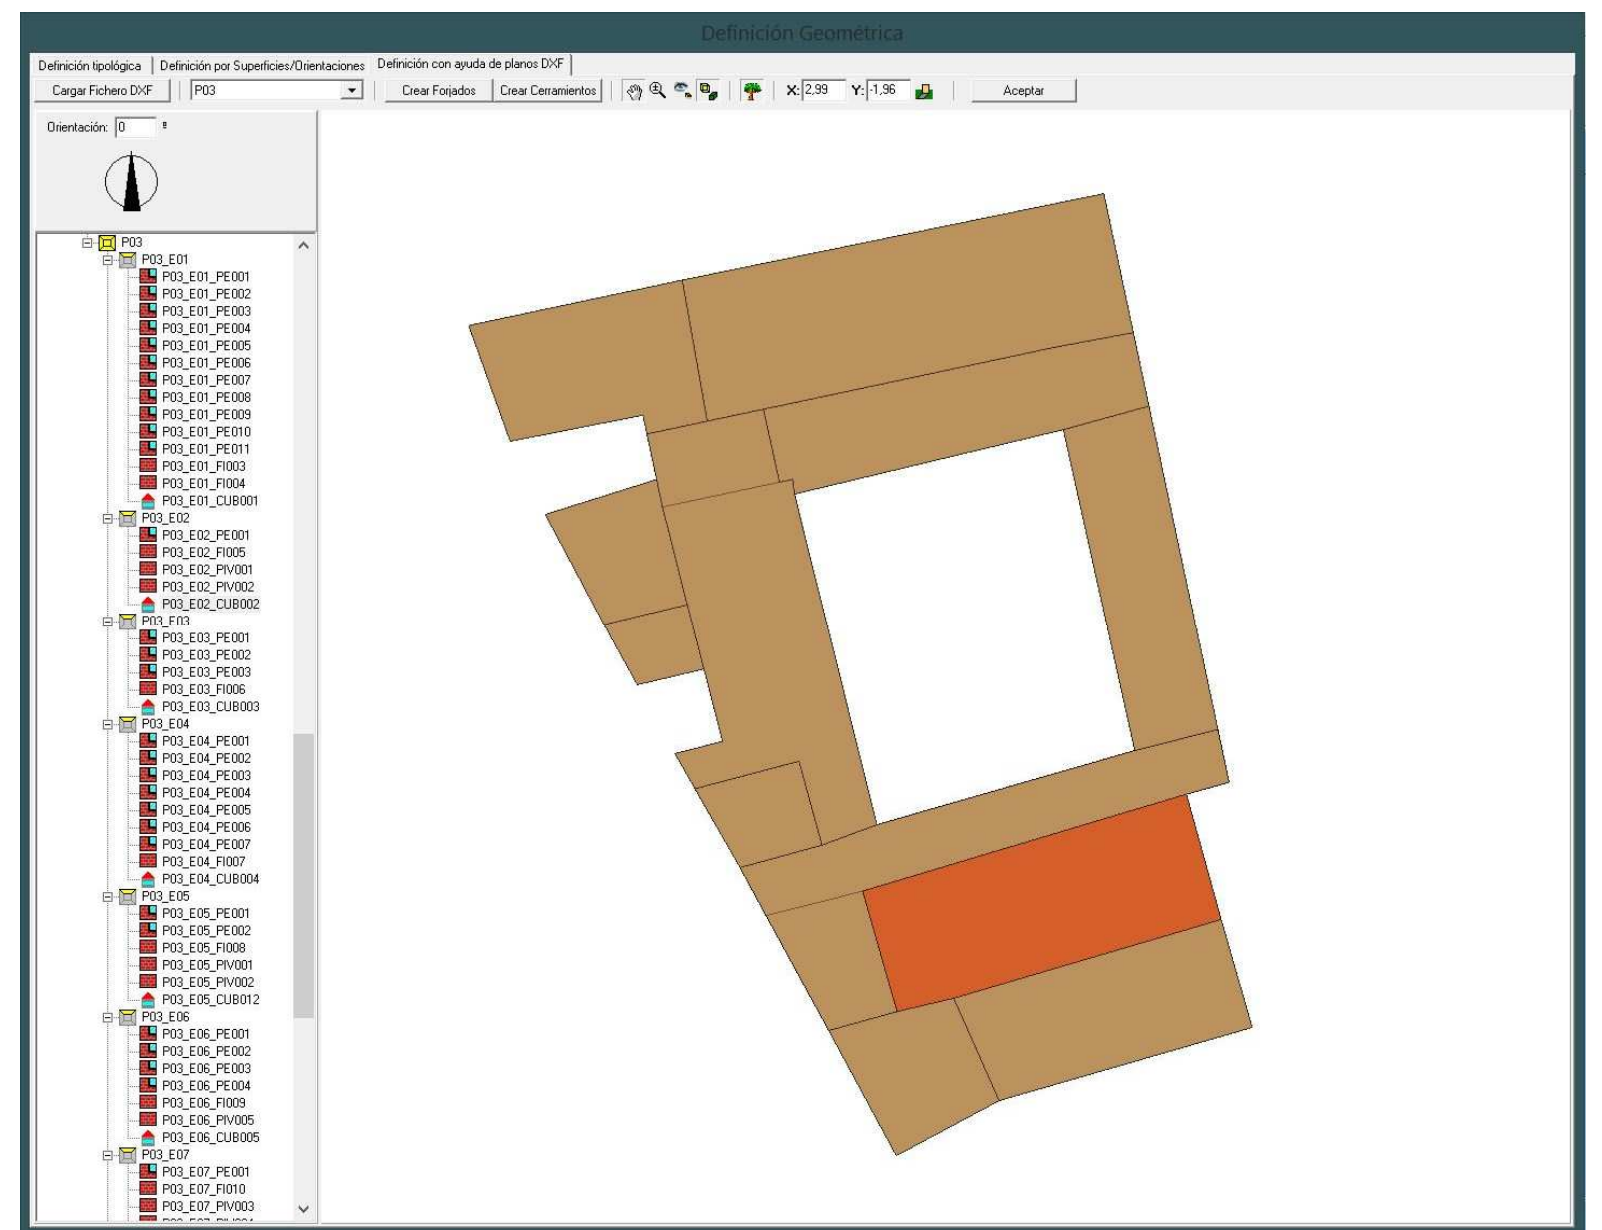 Definición Geométrica
Definición tipológica Definición por Superficies/Orientaciones Definición con ayuda de planos DXF
Cargar Fichero DXF P03 Crear Forjados Crear Cerramientos X: 2,99 Y: -1,96 Aceptar
Orientación: 0 º
P03
P03_E01
P03_E01_PE001
P03_E01_PE002
P03_E01_PE003
P03_E01_PE004
P03_E01_PE005
P03_E01_PE006
P03_E01_PE007
P03_E01_PE008
P03_E01_PE009
P03_E01_PE010
P03_E01_PE011
P03_E01_FI003
P03_E01_FI004
P03_E01_CUB001
P03_E02
P03_E02_PE001
P03_E02_FI005
P03_E02_PIV001
P03_E02_PIV002
P03_E02_CUB002
P03_E03
P03_E03_PE001
P03_E03_PE002
P03_E03_PE003
P03_E03_FI006
P03_E03_CUB003
P03_E04
P03_E04_PE001
P03_E04_PE002
P03_E04_PE003
P03_E04_PE004
P03_E04_PE005
P03_E04_PE006
P03_E04_PE007
P03_E04_FI007
P03_E04_CUB004
P03_E05
P03_E05_PE001
P03_E05_PE002
P03_E05_FI008
P03_E05_PIV001
P03_E05_PIV002
P03_E05_CUB012
P03_E06
P03_E06_PE001
P03_E06_PE002
P03_E06_PE003
P03_E06_PE004
P03_E06_FI009
P03_E06_PIV005
P03_E06_CUB005
P03_E07
P03_E07_PE001
P03_E07_FI010
P03_E07_PIV003